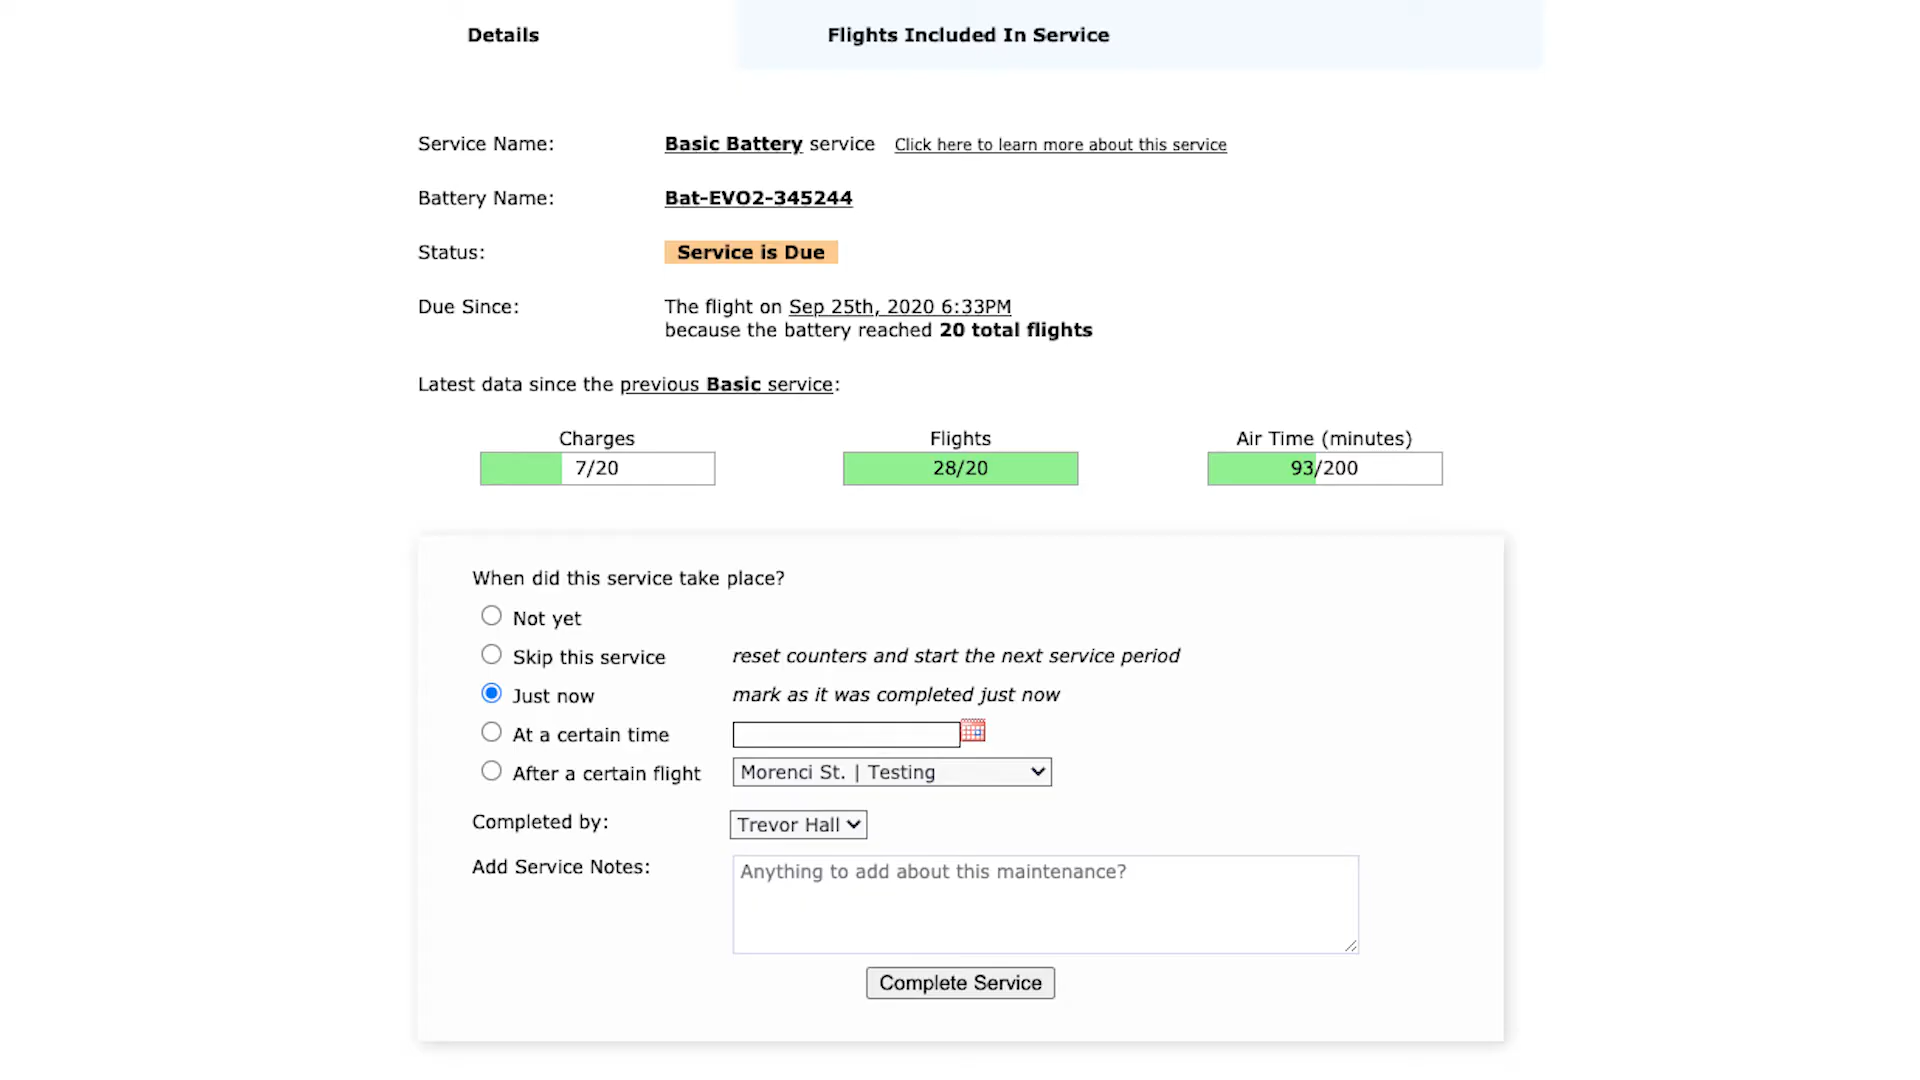 Details
Flights Included In Service
Service Name:
Basic Battery service
Click here to learn more about this service
Battery Name:
Bat-EVO2-345244
Status:
Service is Due
Due Since:
The flight on Sep 25th, 2020 6:33PM
because the battery reached 20 total flights
Latest data since the previous Basic service:
Charges
Flights
Air Time (minutes)
7/20
28/20
93/200
When did this service take place?
Not yet
Skip this service
reset counters and start the next service period
Just now
mark as it was completed just now
At a certain time
After a certain flight
Morenci St. | Testing
Completed by:
Trevor Hall
Add Service Notes:
Anything to add about this maintenance?
Complete Service